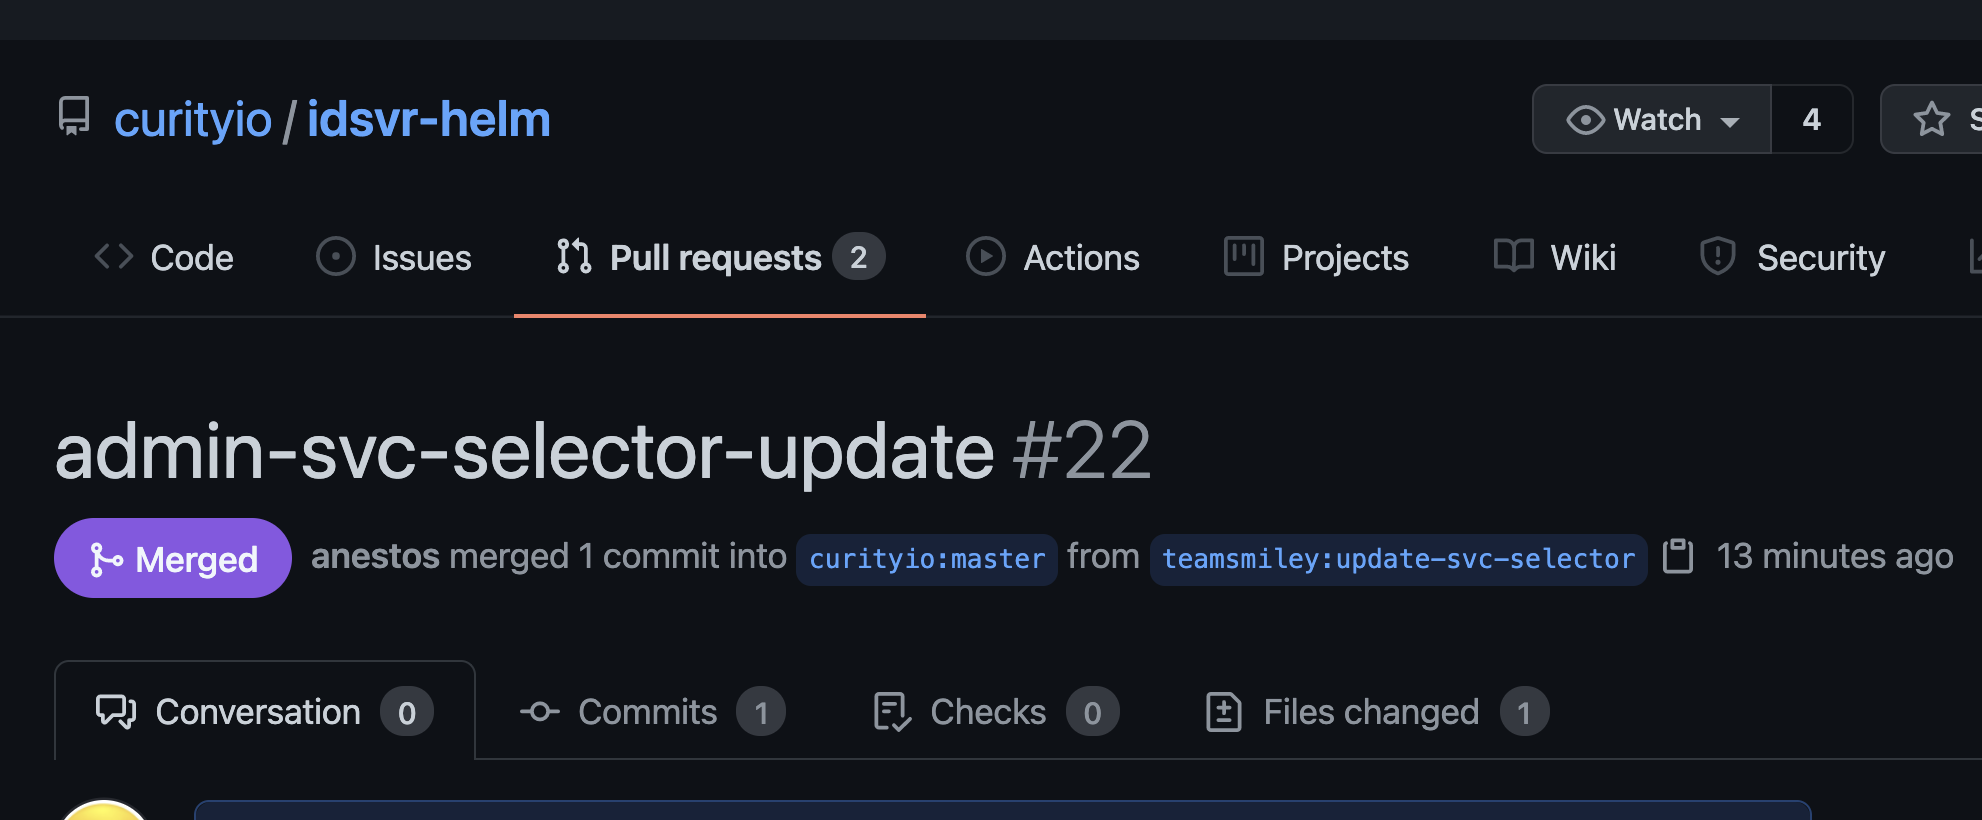 curityio / idsvr-helm
Watch 4
Code Issues Pull requests 2 Actions Projects Wiki Security
admin-svc-selector-update #22
Merged anestos merged 1 commit into curityio:master from teamsmiley:update-svc-selector 13 minutes ago
Conversation 0 Commits 1 Checks 0 Files changed 1